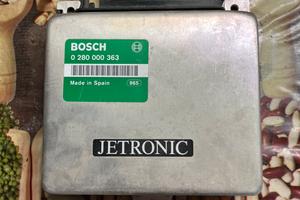 BOSCH
0 280 000 363
Made in Spain 965
JETRONIC